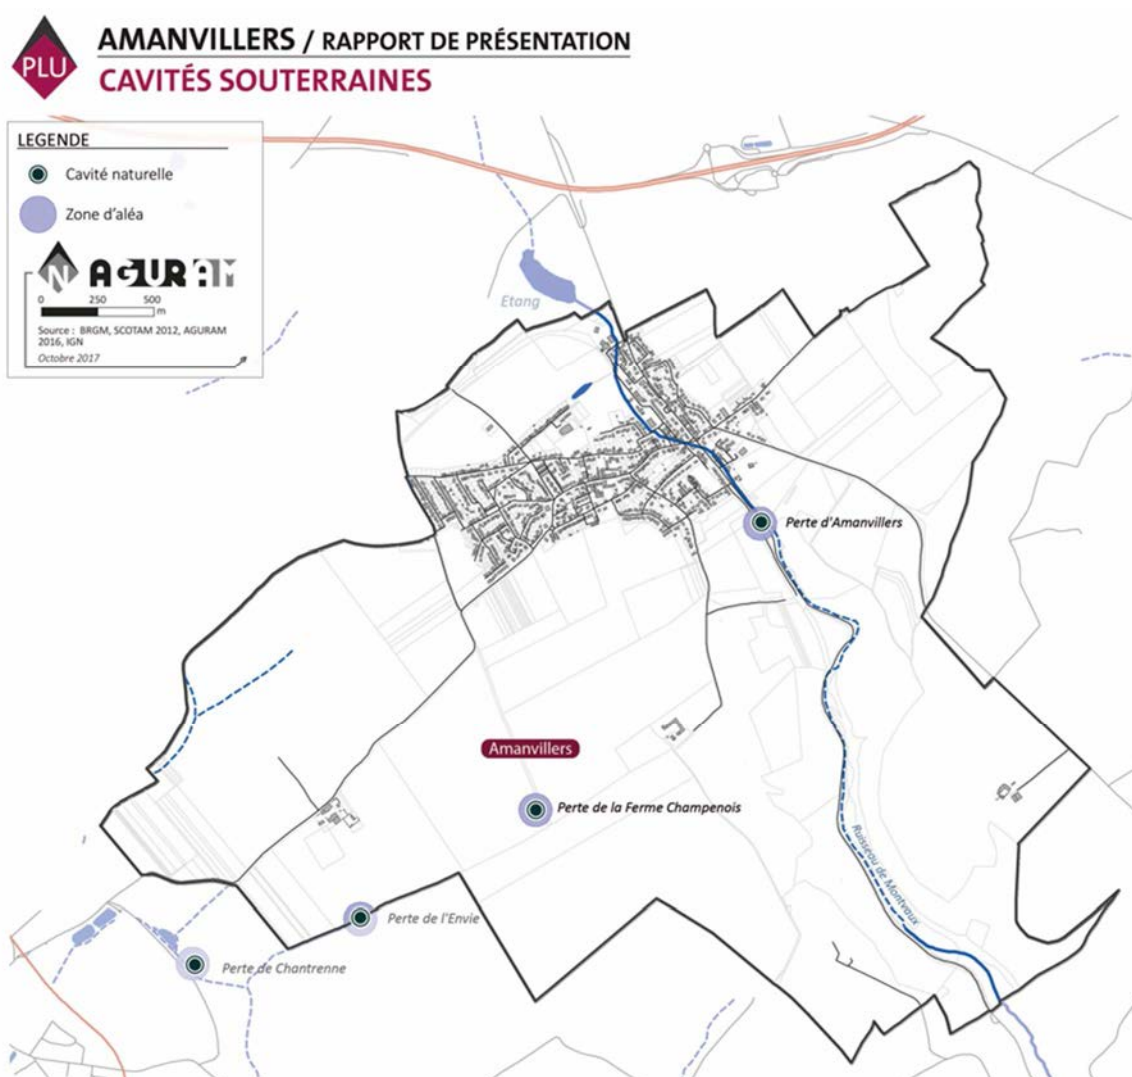 PLU
AMANVILLERS / RAPPORT DE PRÉSENTATION
CAVITÉS SOUTERRAINES
LEGENDE
Cavité naturelle
Zone d'aléa
N AGURAM
0 250 500
m
Source : BRGM, SCOTAM 2012, AGURAM
2016, IGN
Octobre 2017
Etang
Perte d'Amanvillers
Amanvillers
Perte de la Ferme Champenois
Ruisseau de Montvaux
Perte de l'Envie
Perte de Chantrenne